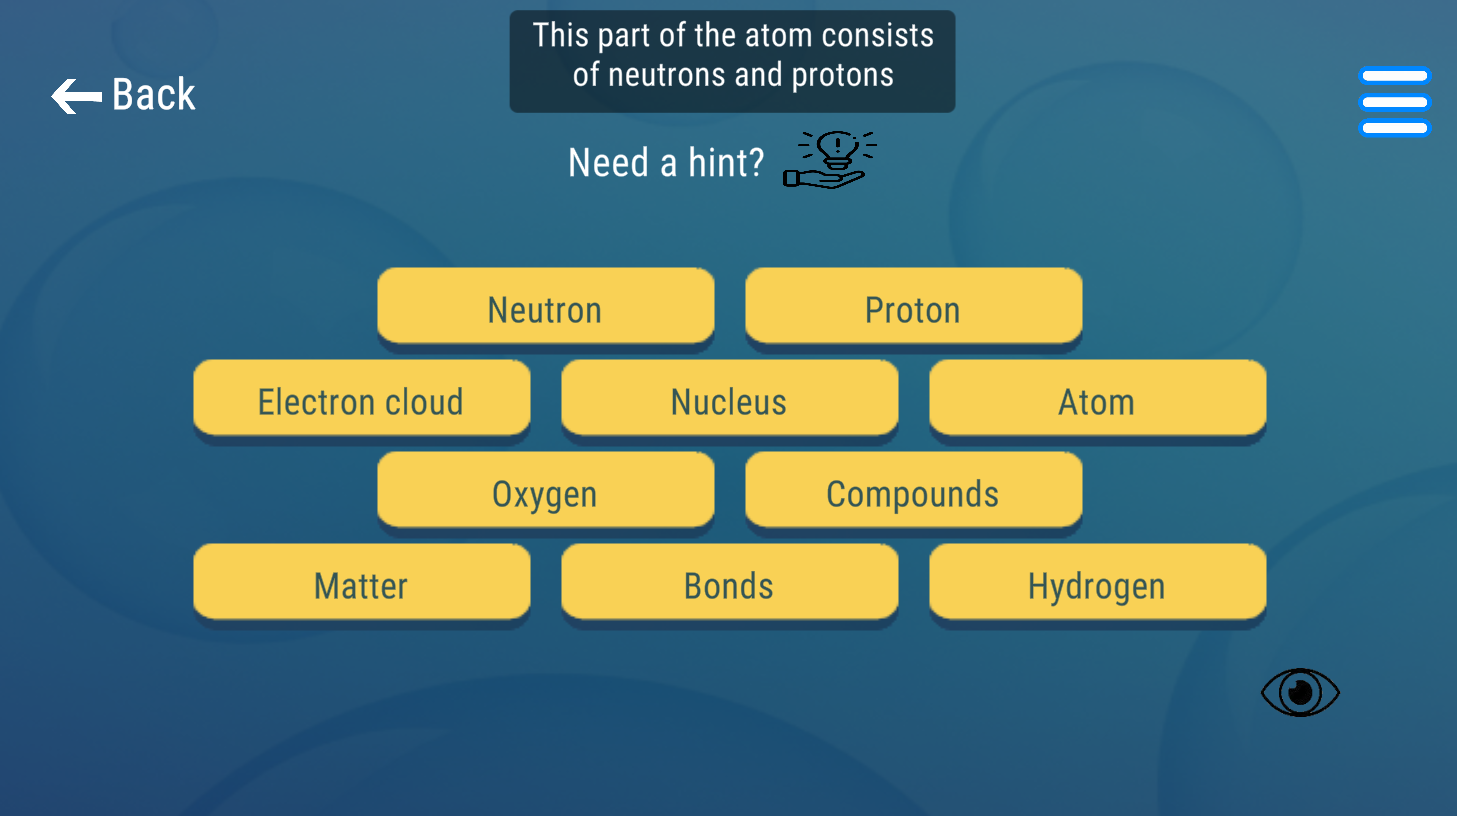 This part of the atom consists
of neutrons and protons
Back
Need a hint?
Neutron
Proton
Electron cloud
Nucleus
Atom
Oxygen
Compounds
Matter
Bonds
Hydrogen